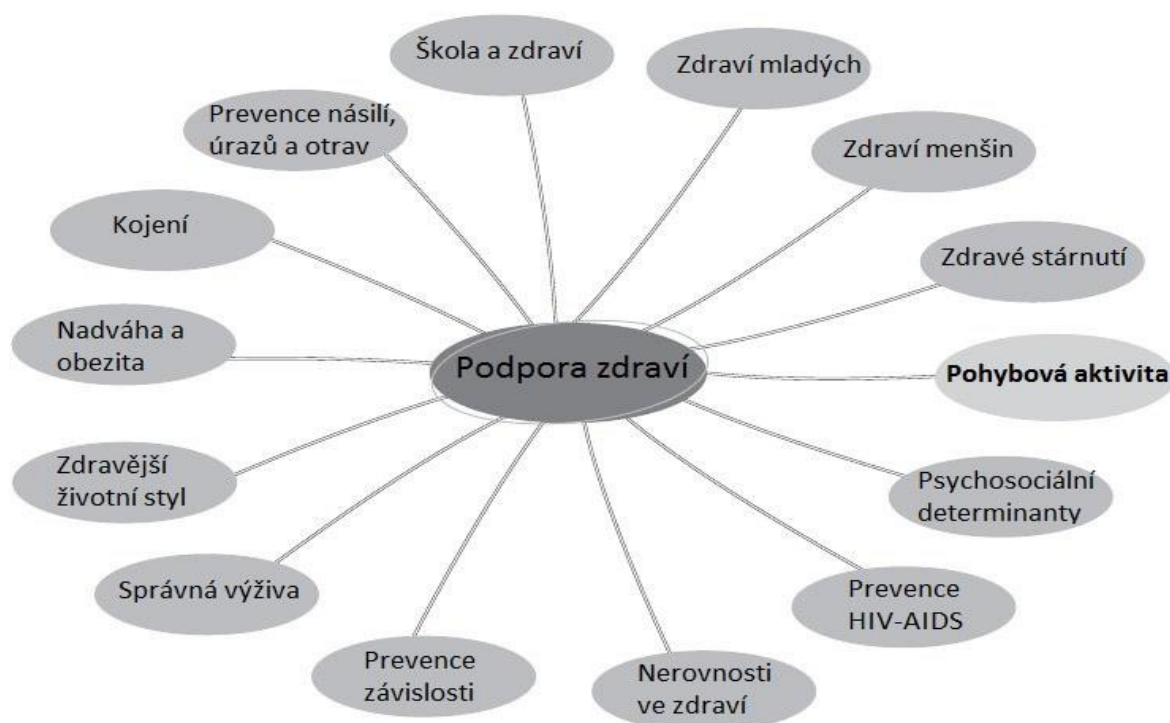 Škola a zdraví
Zdraví mladých
Prevence násilí,
úrazů a otrav
Zdraví menšin
Kojení
Zdravé stárnutí
Nadváha a
obezita
Podpora zdraví
Pohybová aktivita
Zdravější
životní styl
Psychosociální
determinanty
Správná výživa
Prevence
HIV-AIDS
Prevence
závislosti
Nerovnosti
ve zdraví